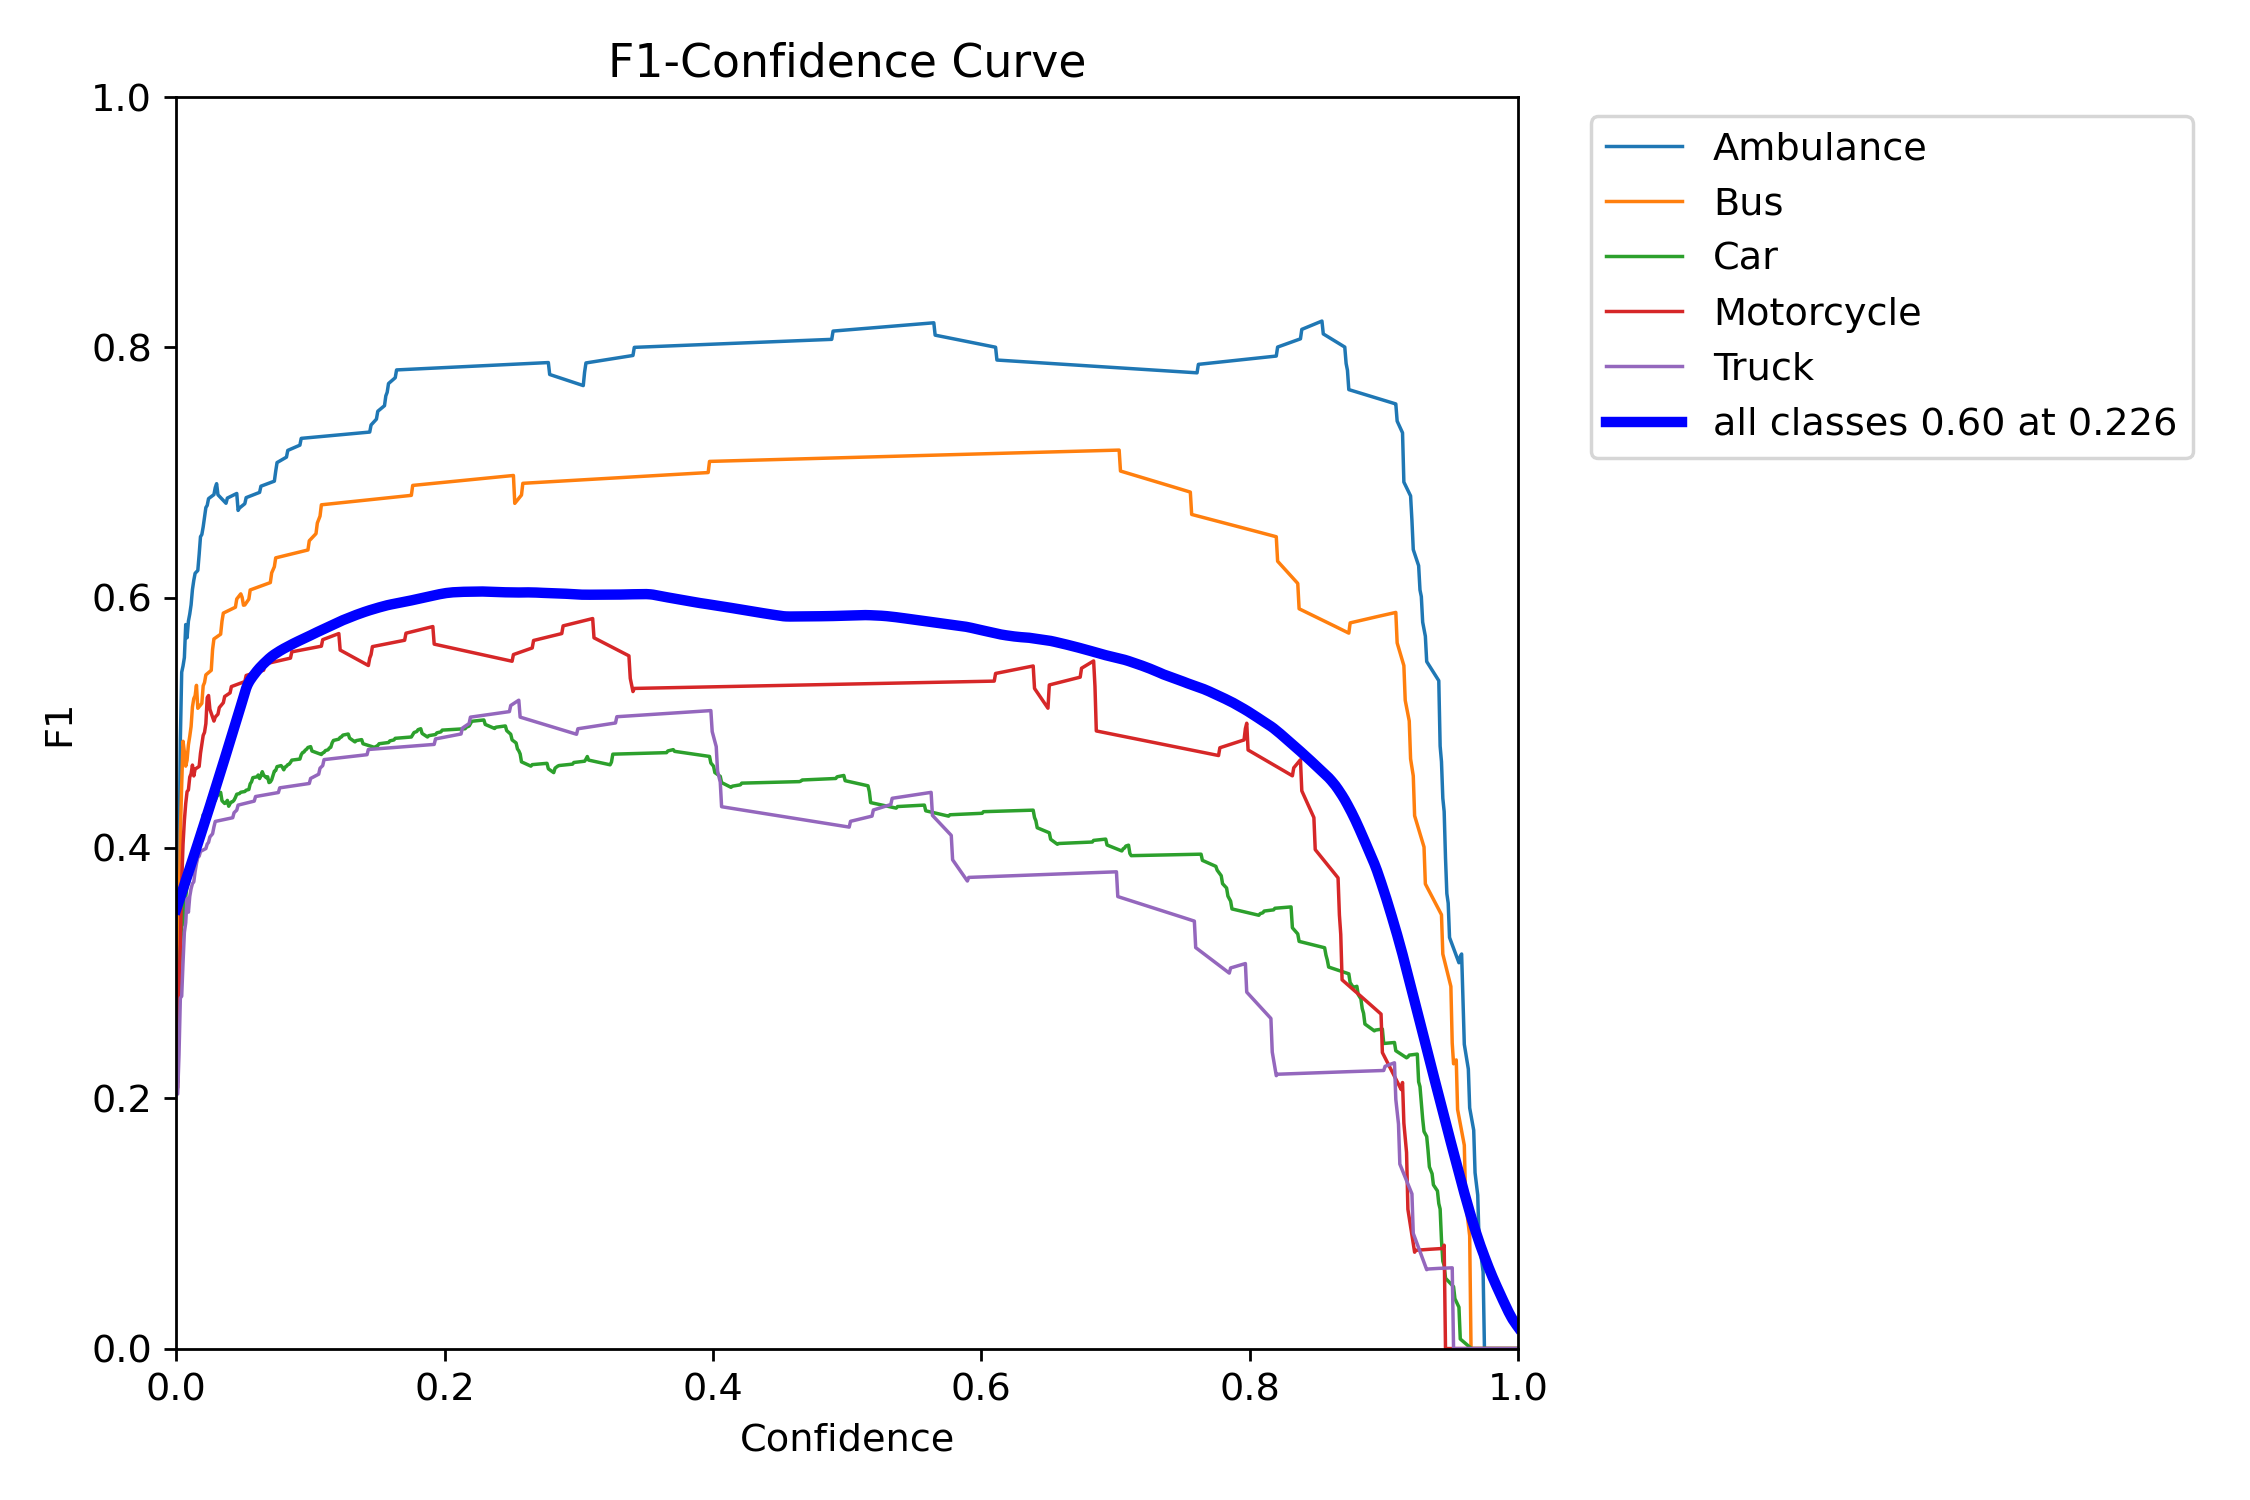 F1-Confidence Curve
1.0
0.8
0.6
0.4
0.2
0.0
F1
0.0 0.2 0.4 0.6 0.8 1.0
Confidence
Ambulance
Bus
Car
Motorcycle
Truck
all classes 0.60 at 0.226